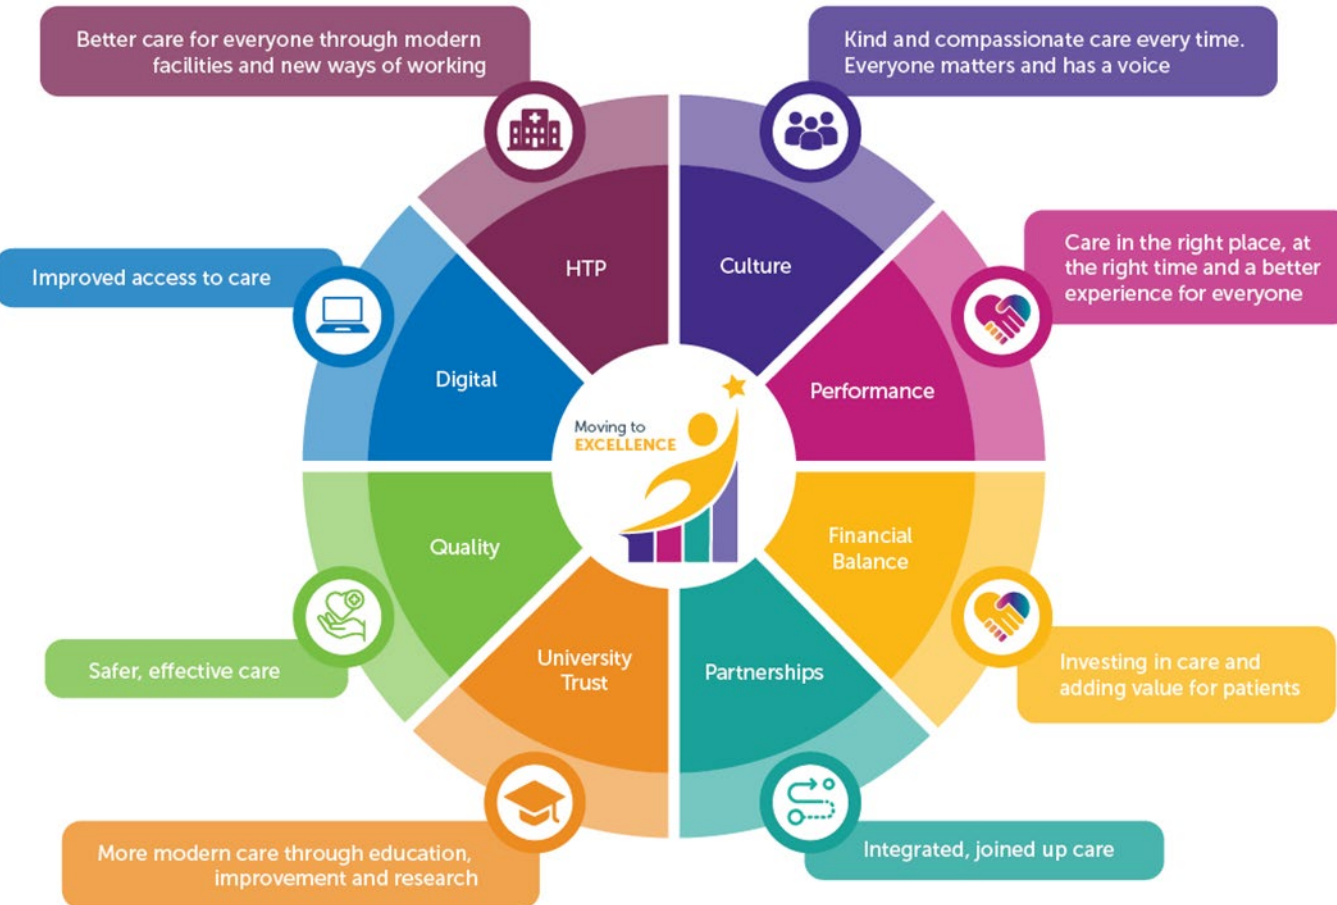 Better care for everyone through modern
facilities and new ways of working
Kind and compassionate care every time.
Everyone matters and has a voice
HTP
Culture
Improved access to care
Care in the right place, at
the right time and a better
experience for everyone
Digital
Performance
Moving to
EXCELLENCE
Quality
Financial
Balance
Safer, effective care
University
Trust
Partnerships
Investing in care and
adding value for patients
More modern care through education,
improvement and research
Integrated, joined up care